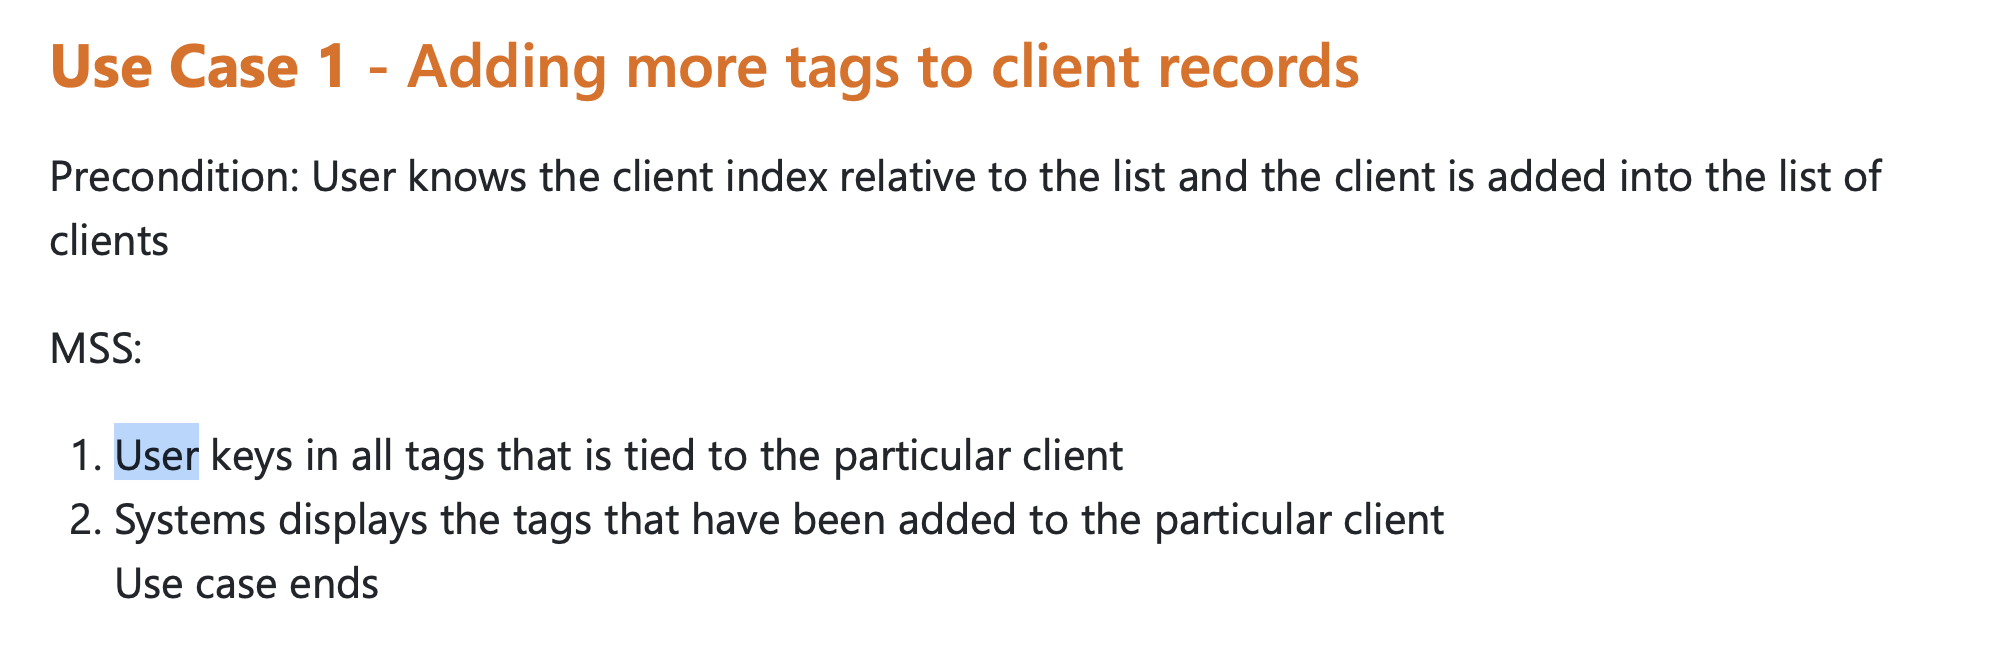 Use Case 1 - Adding more tags to client records
Precondition: User knows the client index relative to the list and the client is added into the list of
clients
MSS:
1. User keys in all tags that is tied to the particular client
2. Systems displays the tags that have been added to the particular client
Use case ends